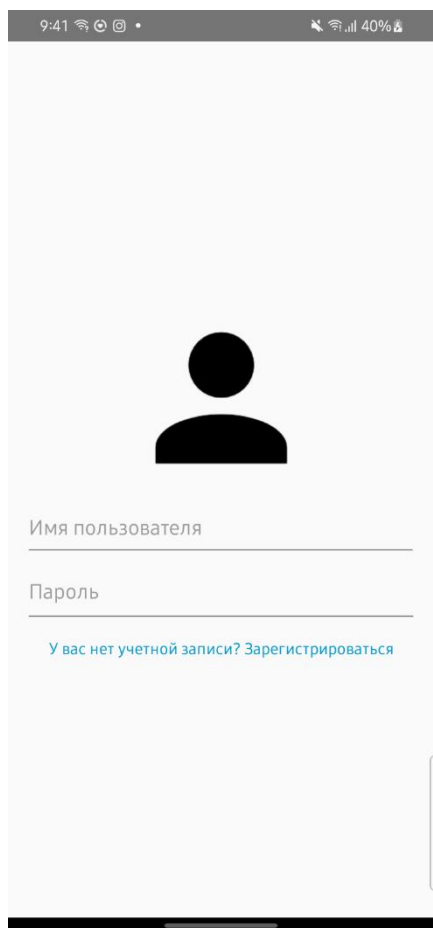 9:41
40%
Имя пользователя
Пароль
У вас нет учетной записи? Зарегистрироваться